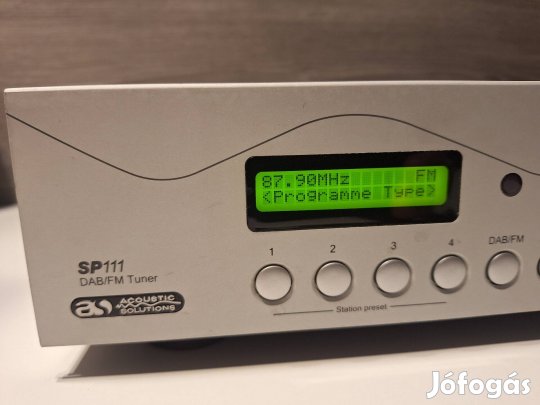 87.90MHz FM
<Programme Type>
1 2 3 4 DAB/FM
Station preset
SP111
DAB/FM Tuner
as ACOUSTIC
SOLUTIONS
Jófogás